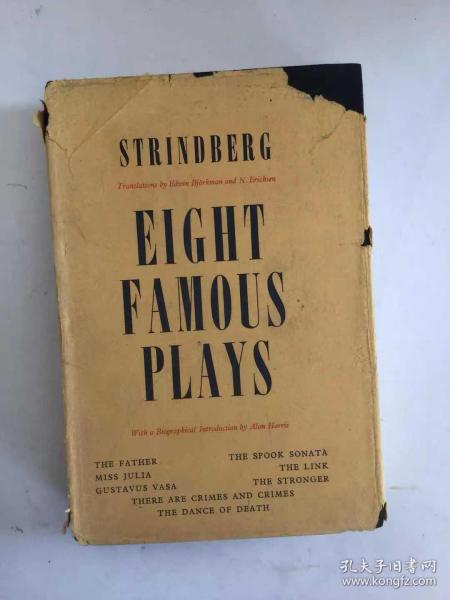 STRINDBERG
Translations by Edwin Björkman and N. Erichsen
EIGHT
FAMOUS
PLAYS
With a Biographical Introduction by Alan Harris
THE FATHER
THE SPOOK SONATA
MISS JULIA
THE LINK
GUSTAVUS VASA
THE STRONGER
THERE ARE CRIMES AND CRIMES
THE DANCE OF DEATH
孔夫子旧书网
www.kongfz.com